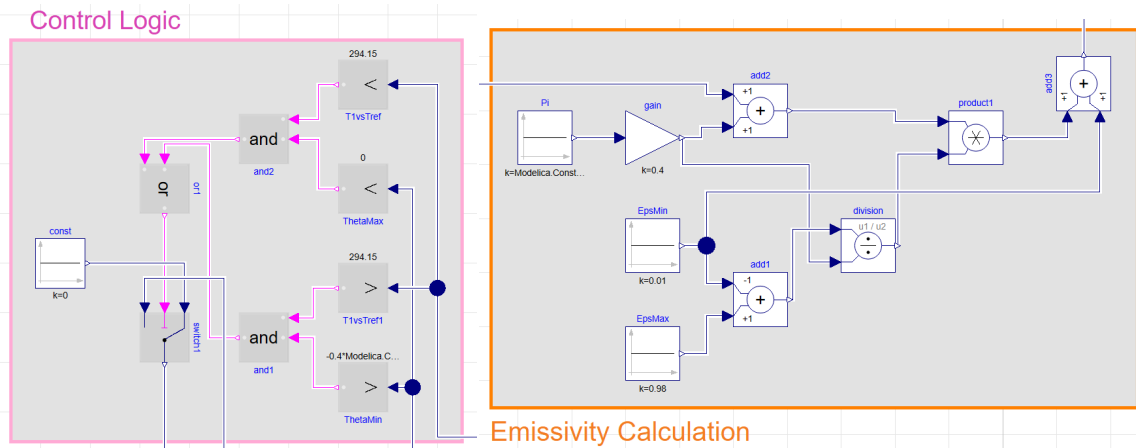 Control Logic
294.15
<
T1vsTref
and
and2
0
<
ThetaMax
or
or1
const
k=0
294.15
>
T1vsTref1
switch1
and
and1
-0.4*Modelica.C...
>
ThetaMin
add2
+1
+
+1
add3
+
+1
+1
Pi
k=Modelica.Const...
gain
k=0.4
product1
EpsMin
k=0.01
division
u1 / u2
÷
add1
-1
+
+1
EpsMax
k=0.98
Emissivity Calculation